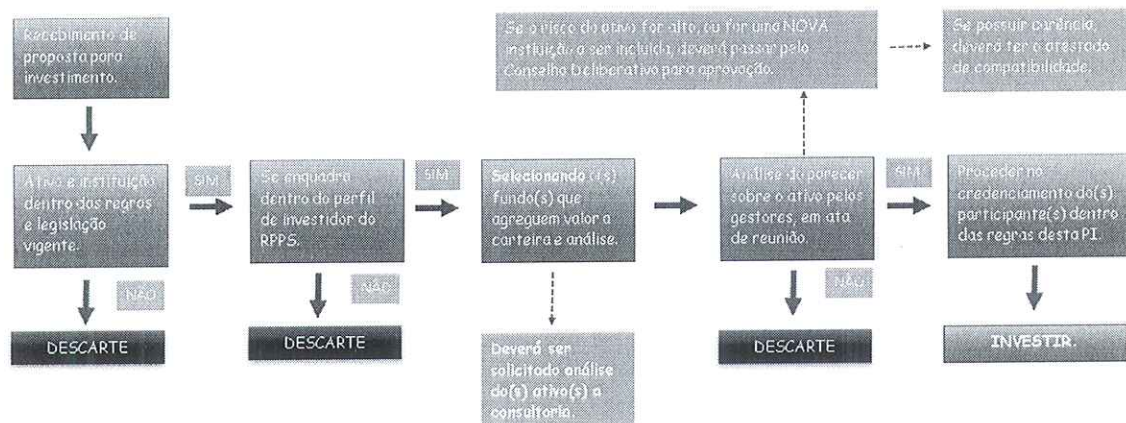 Recebimento de
proposta para
investimento.
Se o risco do ativo for alto, ou for uma NOVA
instituição a ser incluída, deverá passar pelo
Conselho Deliberativo para aprovação.
Se possuir carência,
deverá ter o atestado
de compatibilidade.
Ativo e instituição
dentro das regras
e legislação
vigente.
SIM
Se enquadra
dentro do perfil
de investidor do
RPPS.
SIM
Selecionando o(s)
fundo(s) que
agreguem valor a
carteira e análise.
Análise do parecer
sobre o ativo pelos
gestores, em ata
de reunião.
SIM
Proceder no
credenciamento do(s)
participante(s) dentro
das regras desta PI.
NÃO
NÃO
NÃO
DESCARTE
DESCARTE
DESCARTE
INVESTIR.
Deverá ser
solicitado análise
do(s) ativo(s) a
consultoria.